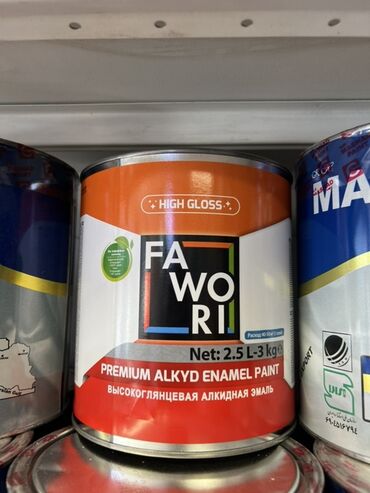 HIGH GLOSS
FA
WO
RI
Net: 2.5 L-3 kg
PREMIUM ALKYD ENAMEL PAINT
ВЫСОКОГЛЯНЦЕВАЯ АЛКИДНАЯ ЭМАЛЬ
MA